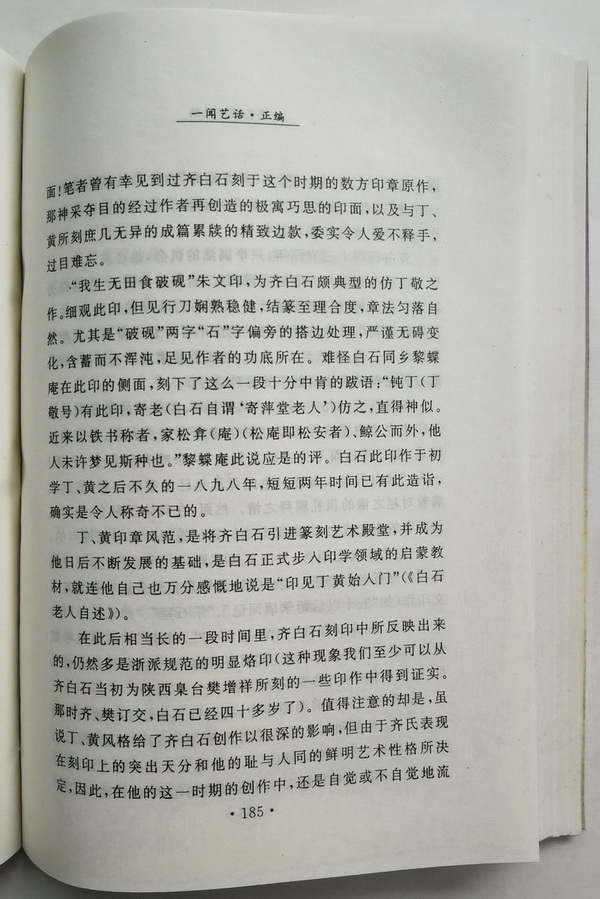 一闻艺话·正编
面!笔者曾有幸见到过齐白石刻于这个时期的数方印章原作，
那神采夺目的经过作者再创造的极寓巧思的印面，以及与丁、
黄所刻庶几无异的成篇累牍的精致边款，委实令人爱不释手，
过目难忘。
“我生无田食破砚”朱文印，为齐白石颇典型的仿丁敬之
作。细观此印，但见行刀娴熟稳健，结篆至理合度，章法匀落自
然。尤其是“破砚”两字“石”字偏旁的搭边处理，严谨无碍变
化，含蓄而不浑沌，足见作者的功底所在。难怪白石同乡黎蝶
庵在此印的侧面，刻下了这么一段十分中肯的跋语：“钝丁(丁
敬号)有此印，寄老(白石自谓‘寄萍堂老人’)仿之，直得神似。
近来以铁书称者，家松弇(庵)(松庵即松安者)、鲸公而外，他
人未许梦见斯种也。”黎蝶庵此说应是的评。白石此印作于初
学丁、黄之后不久的一八九八年，短短两年时间已有此造诣，
确实是令人称奇不已的。
丁、黄印章风范，是将齐白石引进篆刻艺术殿堂，并成为
他日后不断发展的基础，是白石正式步入印学领域的启蒙教
材，就连他自己也万分感慨地说是“印见丁黄始入门”(《白石
老人自述》)。
在此后相当长的一段时间里，齐白石刻印中所反映出来
的，仍然多是浙派规范的明显烙印(这种现象我们至少可以从
齐白石当初为陕西臬台樊增祥所刻的一些印作中得到证实。
那时齐、樊订交，白石已经四十多岁了)。值得注意的却是，虽
说丁、黄风格给了齐白石创作以很深的影响，但由于齐氏表现
在刻印上的突出天分和他的耻与人同的鲜明艺术性格所决
定，因此，在他的这一时期的创作中，还是自觉或不自觉地流
·185·